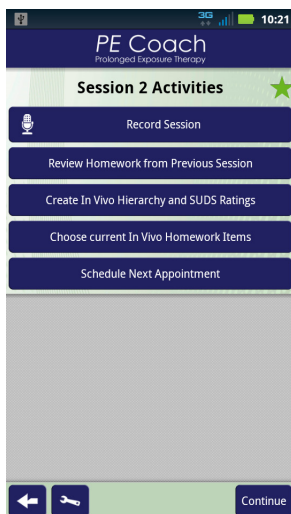 3G
10:21
PE Coach
Prolonged Exposure Therapy
Session 2 Activities
Record Session
Review Homework from Previous Session
Create In Vivo Hierarchy and SUDS Ratings
Choose current In Vivo Homework Items
Schedule Next Appointment
Continue